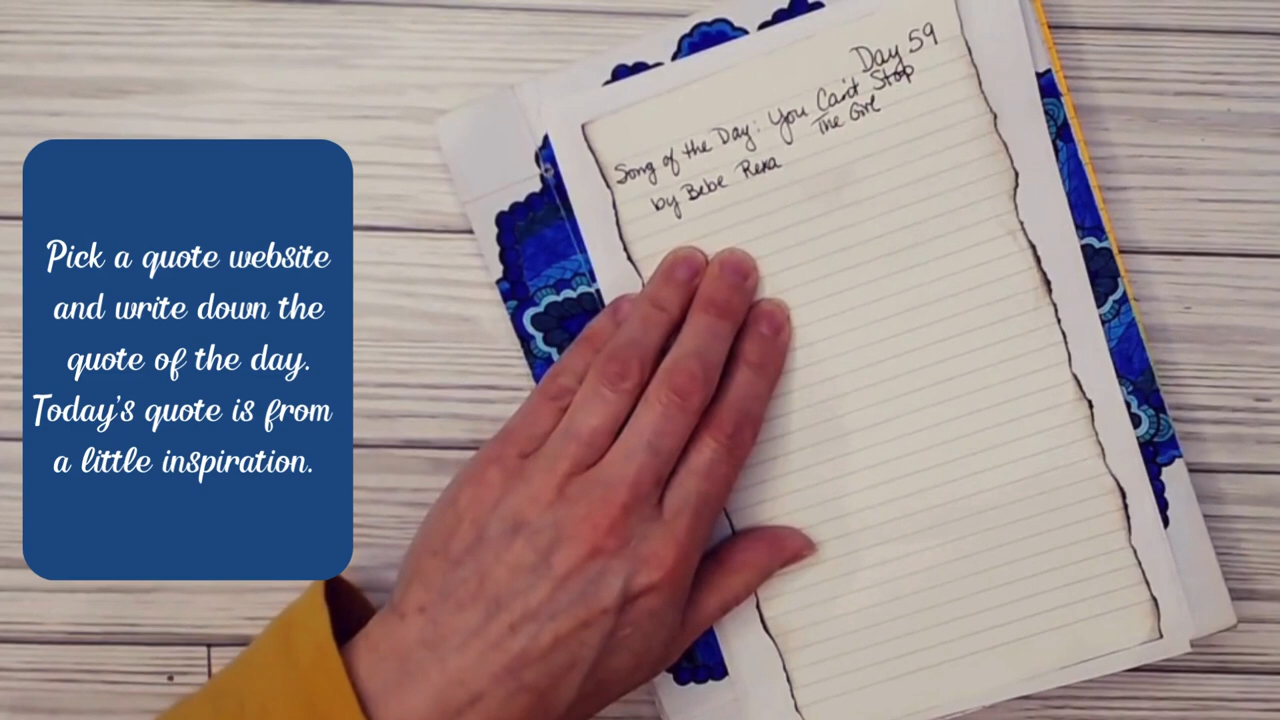 Pick a quote website
and write down the
quote of the day.
Today's quote is from
a little inspiration.
Day 59
Song of the Day: You Can't Stop
The Girl
by Bebe Rexa